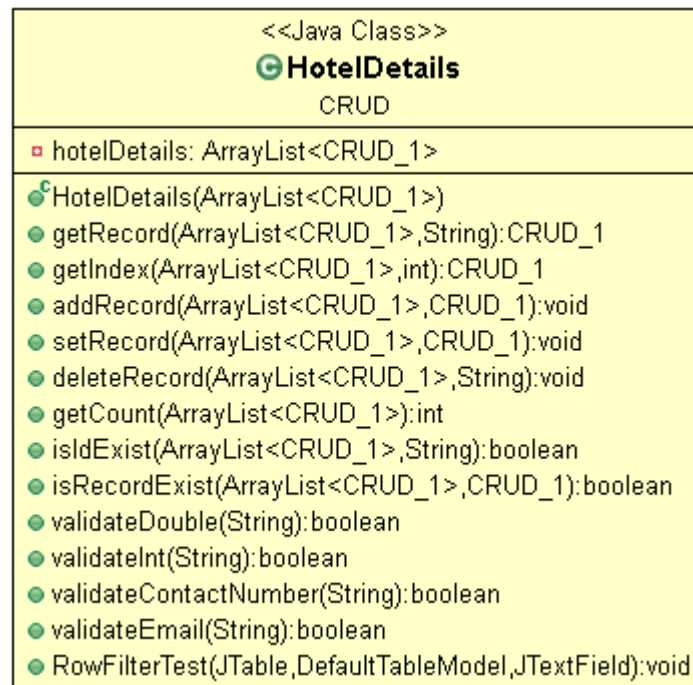 <<Java Class>>
HotelDetails
CRUD
hotelDetails: ArrayList<CRUD_1>
HotelDetails(ArrayList<CRUD_1>)
getRecord(ArrayList<CRUD_1>,String):CRUD_1
getIndex(ArrayList<CRUD_1>,int):CRUD_1
addRecord(ArrayList<CRUD_1>,CRUD_1):void
setRecord(ArrayList<CRUD_1>,CRUD_1):void
deleteRecord(ArrayList<CRUD_1>,String):void
getCount(ArrayList<CRUD_1>):int
isIdExist(ArrayList<CRUD_1>,String):boolean
isRecordExist(ArrayList<CRUD_1>,CRUD_1):boolean
validateDouble(String):boolean
validateInt(String):boolean
validateContactNumber(String):boolean
validateEmail(String):boolean
RowFilterTest(JTable,DefaultTableModel,JTextField):void